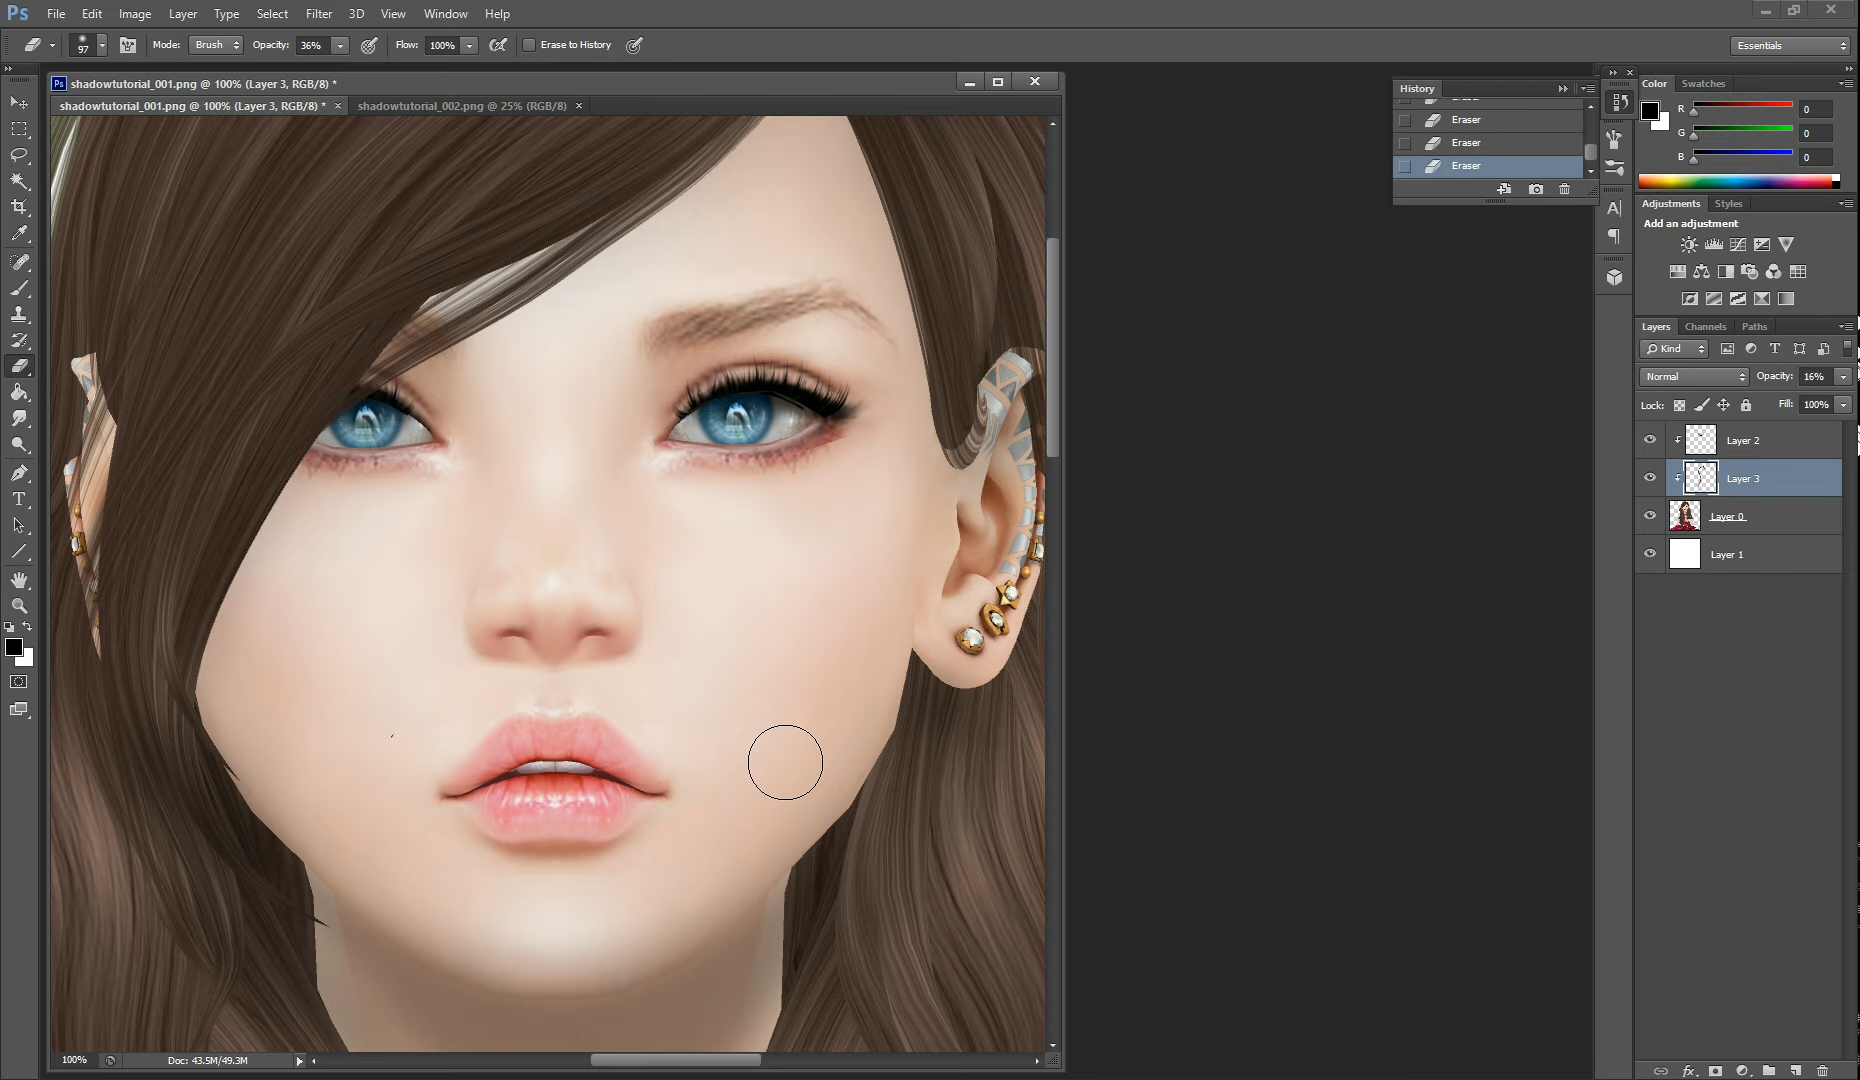 Ps File Edit Image Layer Type Select Filter 3D View Window Help
97 Mode: Brush Opacity: 36% Flow: 100% Erase to History Essentials
Ps shadowtutorial_001.png @ 100% (Layer 3, RGB/8) *
shadowtutorial_001.png @ 100% (Layer 3, RGB/8) * × shadowtutorial_002.png @ 25% (RGB/8) ×
History
Eraser
Eraser
Eraser
Color Swatches
R 0
G 0
B 0
Adjustments Styles
Add an adjustment
Layers Channels Paths
Kind
Normal Opacity: 16%
Lock: Fill: 100%
Layer 2
Layer 3
Layer 0
Layer 1
100% Doc: 43.5M/49.3M